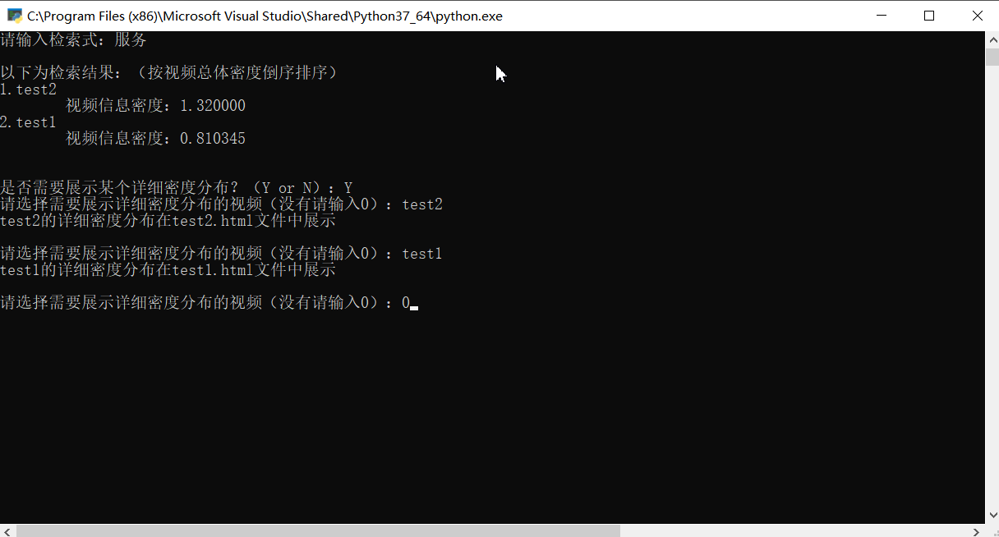 C:\Program Files (x86)\Microsoft Visual Studio\Shared\Python37_64\python.exe
请输入检索式：服务
以下为检索结果：（按视频总体密度倒序排序）
1.test2
视频信息密度：1.320000
2.test1
视频信息密度：0.810345
是否需要展示某个详细密度分布？（Y or N）：Y
请选择需要展示详细密度分布的视频（没有请输入0）：test2
test2的详细密度分布在test2.html文件中展示
请选择需要展示详细密度分布的视频（没有请输入0）：test1
test1的详细密度分布在test1.html文件中展示
请选择需要展示详细密度分布的视频（没有请输入0）：0